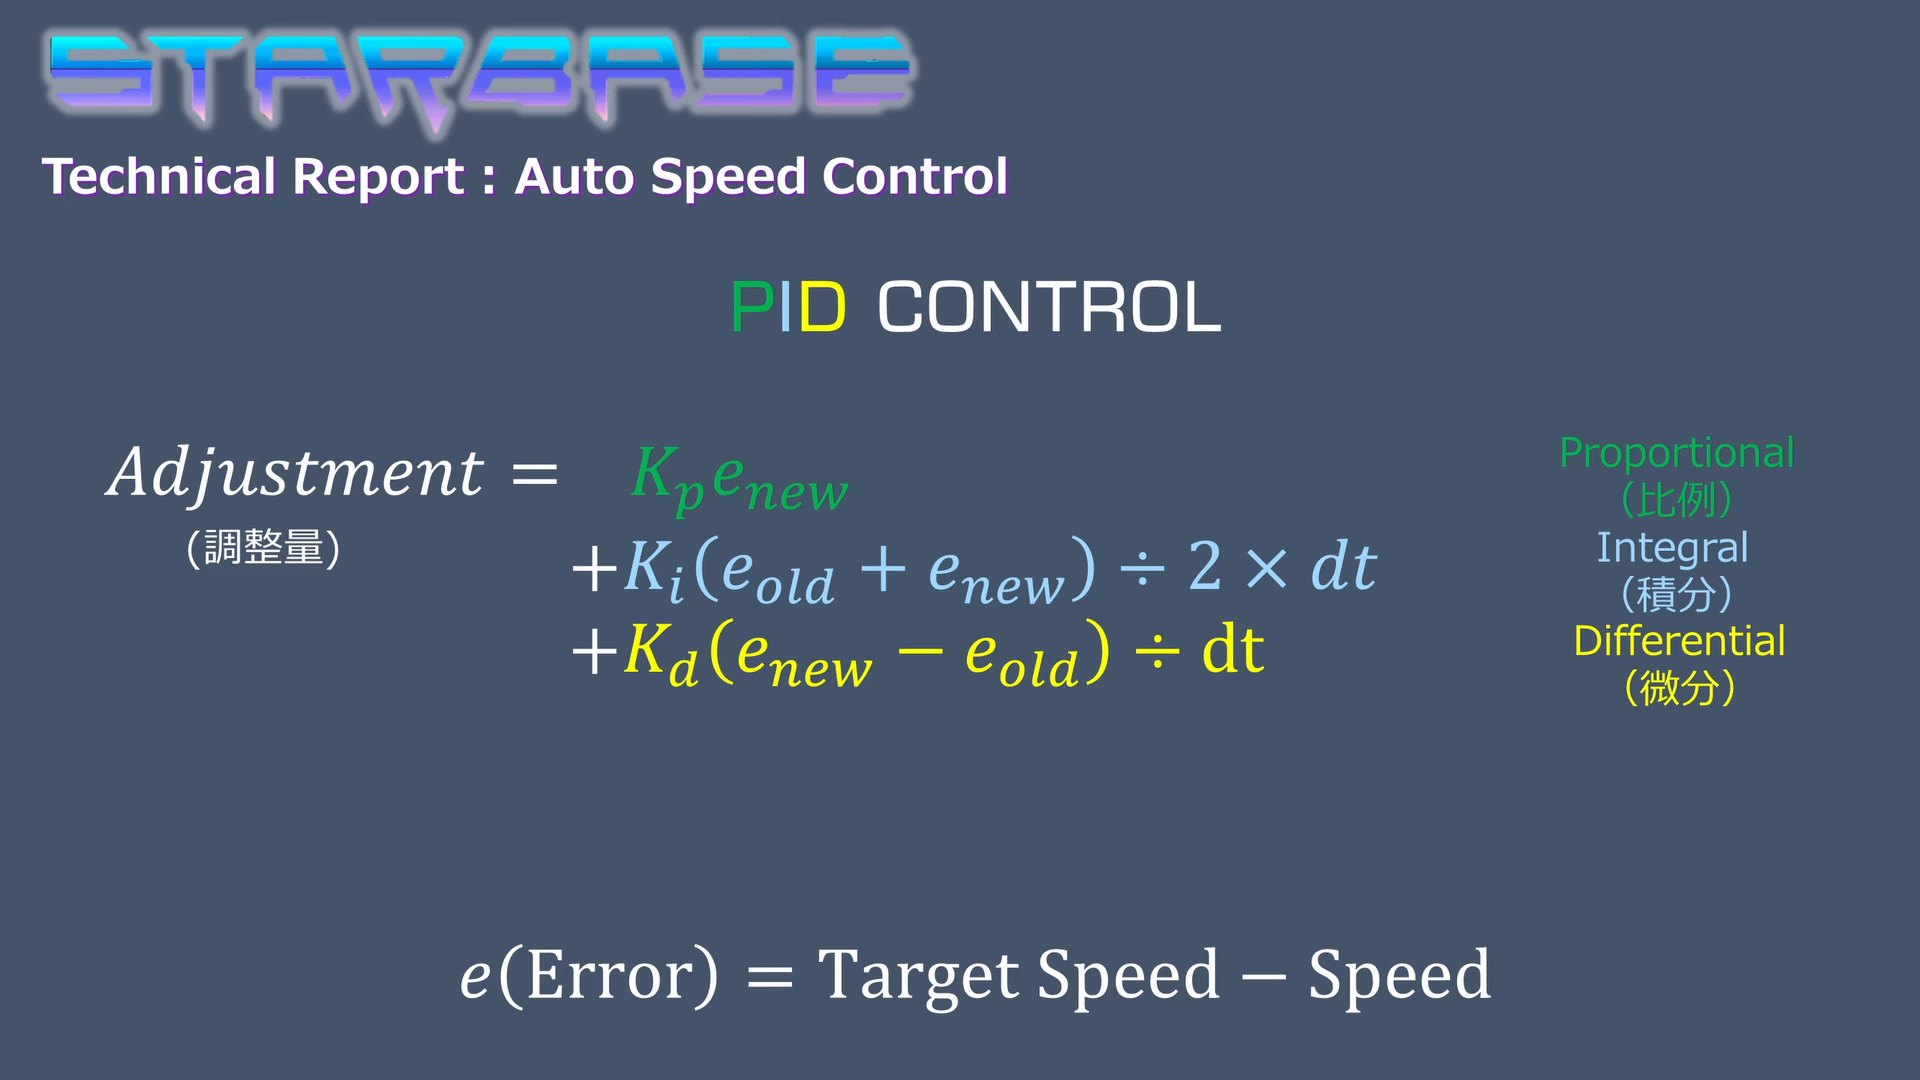 STARBASE
Technical Report : Auto Speed Control
PID CONTROL
Adjustment = K_p e_new
(調整量)
+K_i(e_old + e_new) ÷ 2 × dt
+K_d(e_new − e_old) ÷ dt
Proportional
（比例）
Integral
（積分）
Differential
（微分）
e(Error) = Target Speed − Speed